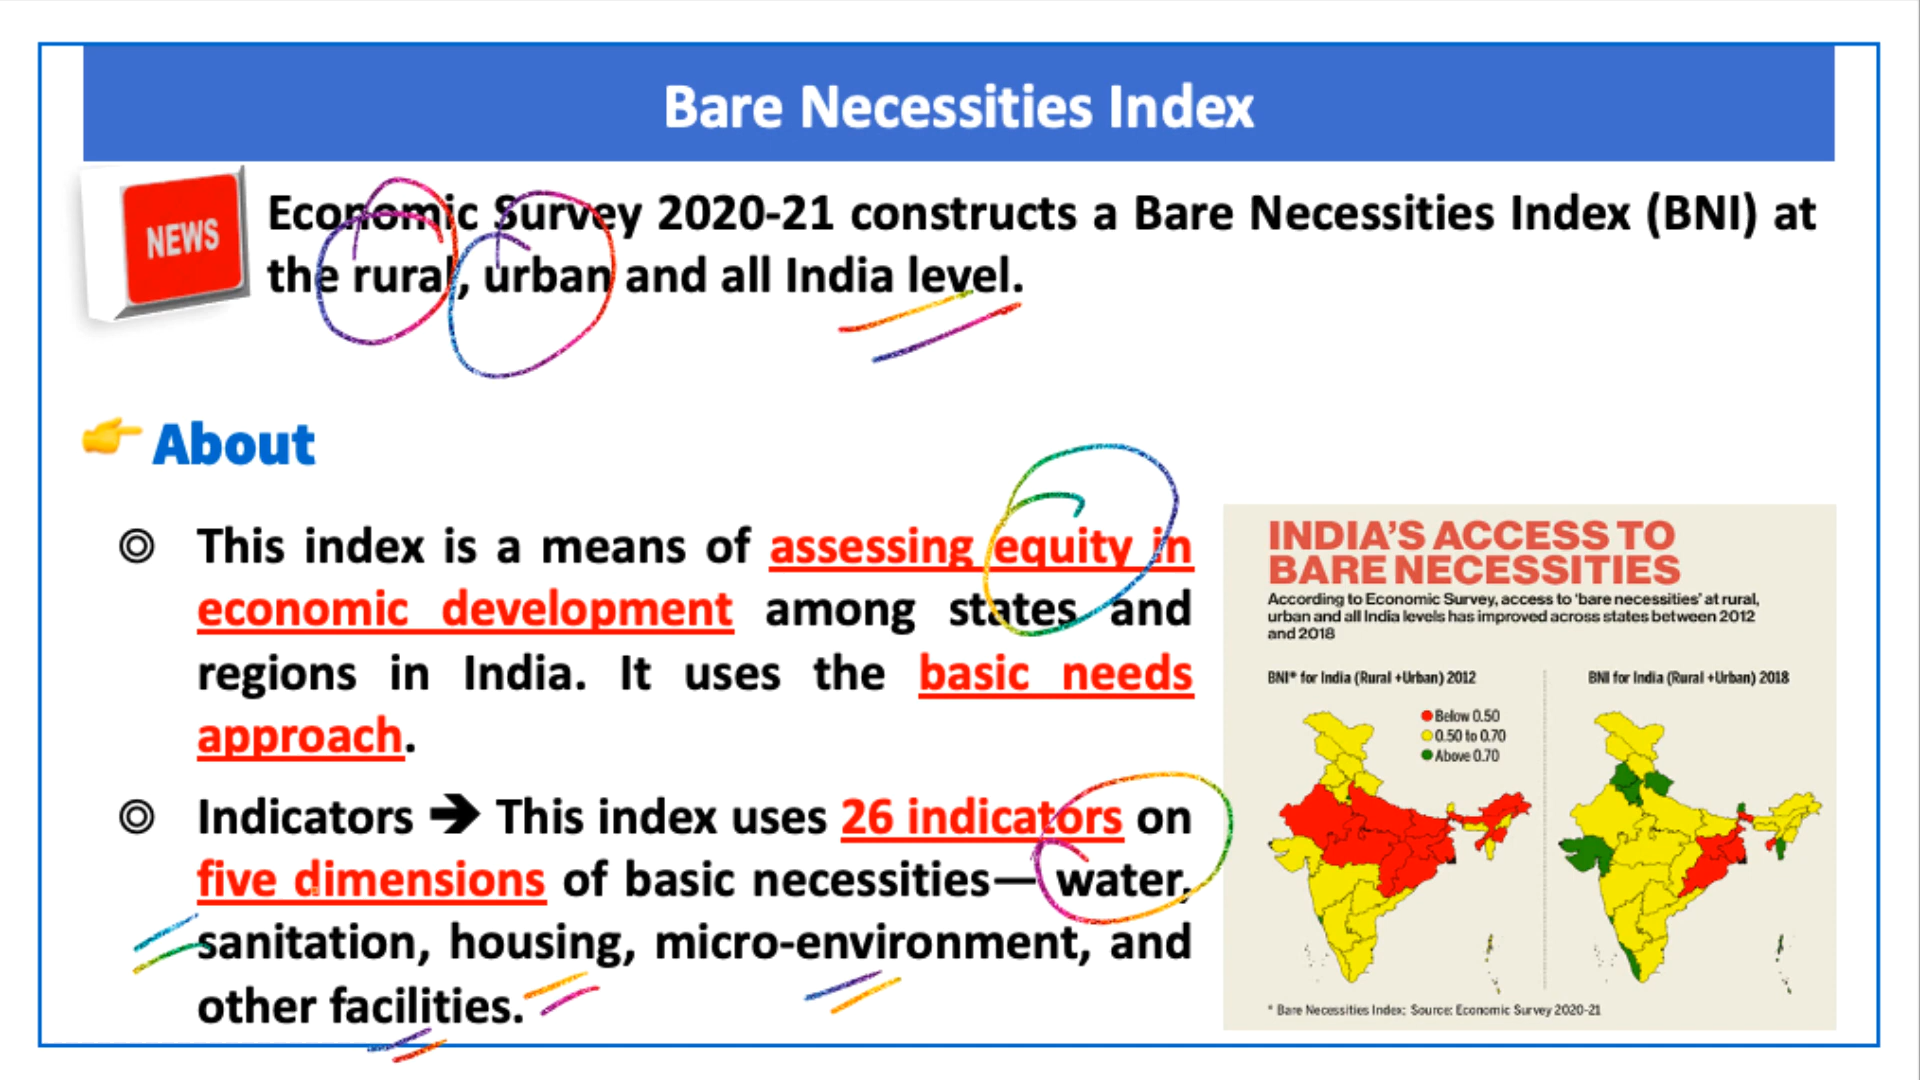 Bare Necessities Index
NEWS
Economic Survey 2020-21 constructs a Bare Necessities Index (BNI) at
the rural, urban and all India level.
About
This index is a means of assessing equity in
economic development among states and
regions in India. It uses the basic needs
approach.
Indicators ➔ This index uses 26 indicators on
five dimensions of basic necessities— water,
sanitation, housing, micro-environment, and
other facilities.
INDIA'S ACCESS TO
BARE NECESSITIES
According to Economic Survey, access to 'bare necessities' at rural,
urban and all India levels has improved across states between 2012
and 2018
BNI* for India (Rural +Urban) 2012
BNI for India (Rural +Urban) 2018
Below 0.50
0.50 to 0.70
Above 0.70
* Bare Necessities Index; Source: Economic Survey 2020-21